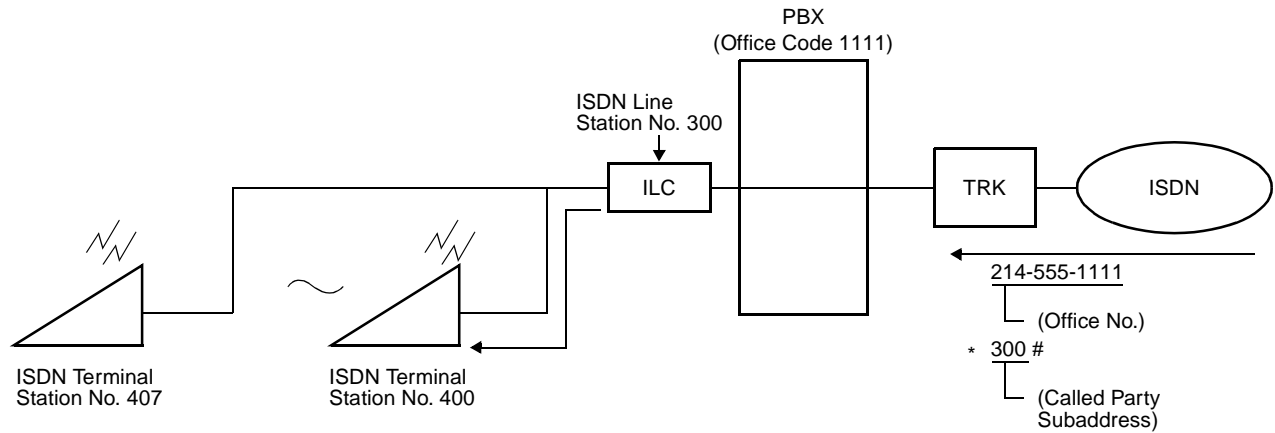 PBX
(Office Code 1111)
ISDN Line
Station No. 300
ILC
TRK
ISDN
214-555-1111
(Office No.)
* 300 #
(Called Party
Subaddress)
ISDN Terminal
Station No. 407
ISDN Terminal
Station No. 400